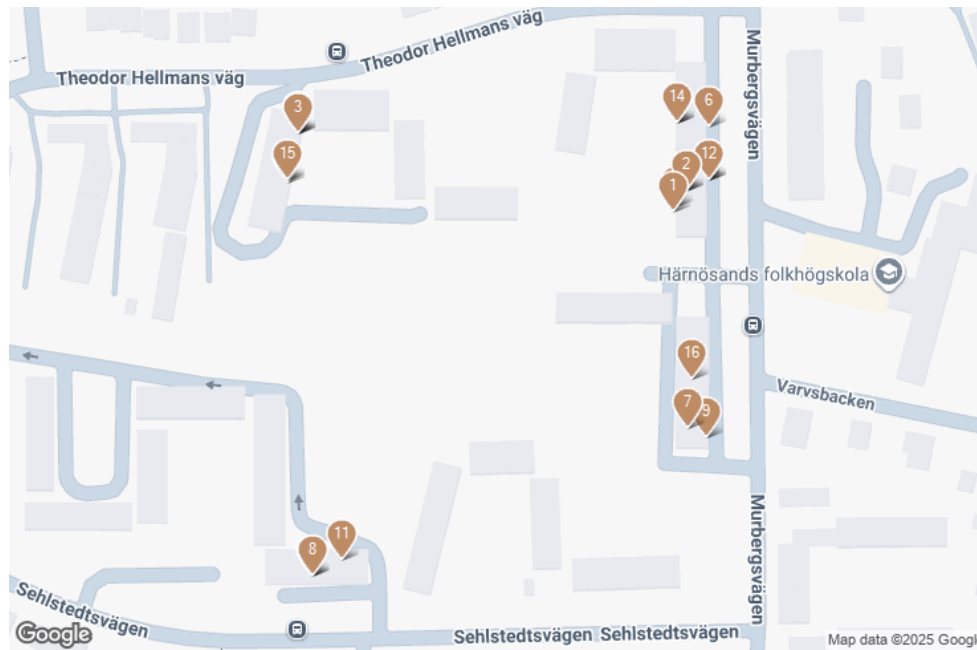 Theodor Hellmans väg
Theodor Hellmans väg
Murbergsvägen
3
14
6
15
2
12
1
Härnösands folkhögskola
16
Varvsbacken
7
9
Murbergsvägen
11
8
Sehlstedtsvägen
Sehlstedtsvägen Sehlstedtsvägen
Google
Map data ©2025 Google